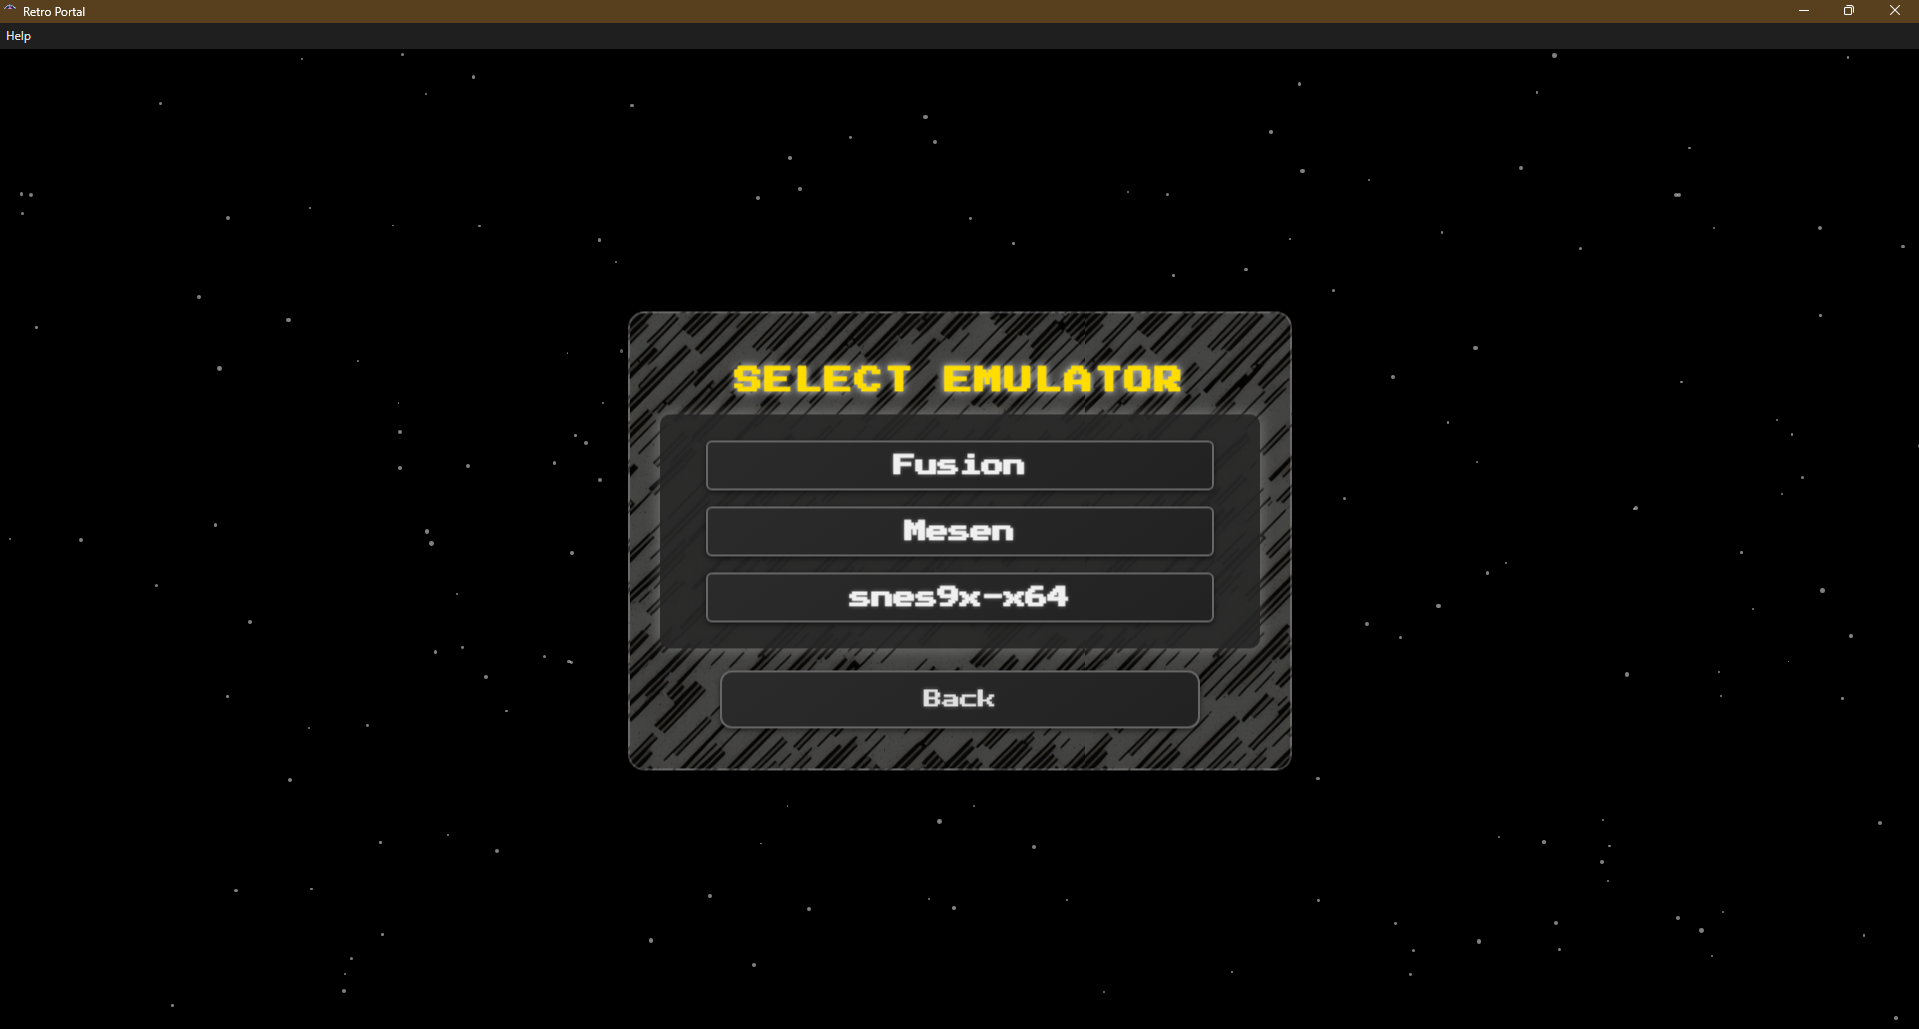 Retro Portal
Help
SELECT EMULATOR
Fusion
Mesen
snes9x-x64
Back